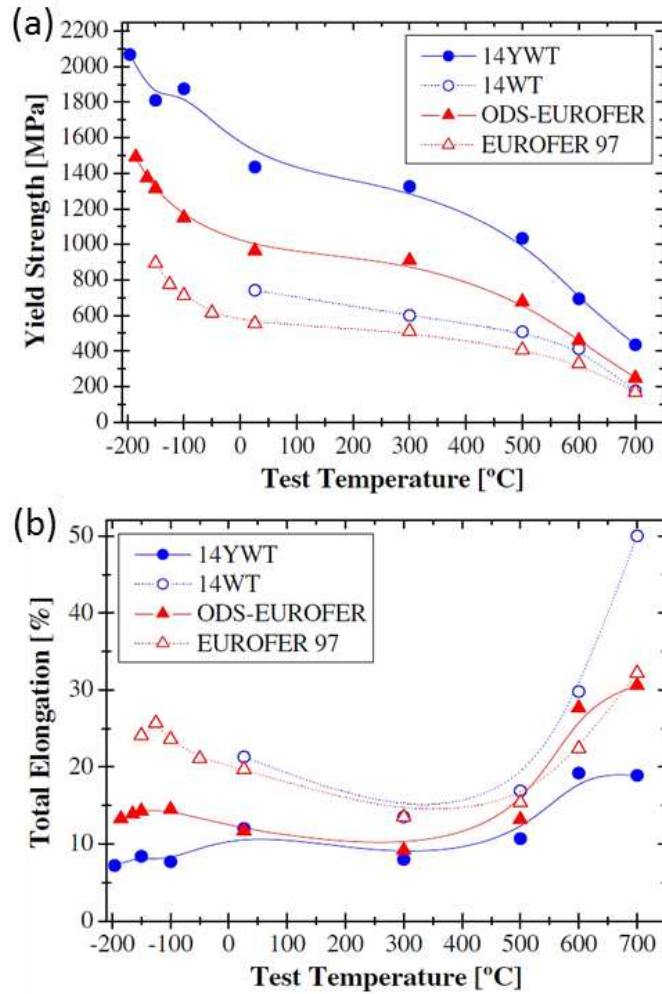 (a)
2200
2000
1800
1600
1400
1200
1000
800
600
400
200
0
Yield Strength [MPa]
14YWT
14WT
ODS-EUROFER
EUROFER 97
-200 -100 0 100 200 300 400 500 600 700
Test Temperature [ºC]
(b)
50
40
30
20
10
0
Total Elongation [%]
14YWT
14WT
ODS-EUROFER
EUROFER 97
-200 -100 0 100 200 300 400 500 600 700
Test Temperature [ºC]